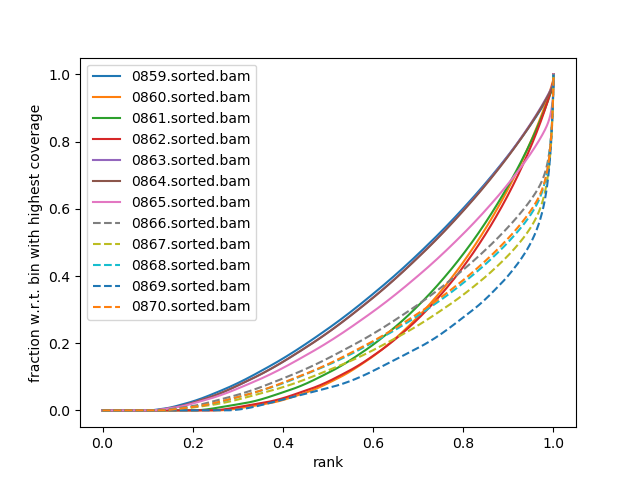 1.0
0.8
0.6
0.4
0.2
0.0
fraction w.r.t. bin with highest coverage
0859.sorted.bam
0860.sorted.bam
0861.sorted.bam
0862.sorted.bam
0863.sorted.bam
0864.sorted.bam
0865.sorted.bam
0866.sorted.bam
0867.sorted.bam
0868.sorted.bam
0869.sorted.bam
0870.sorted.bam
0.0 0.2 0.4 0.6 0.8 1.0
rank